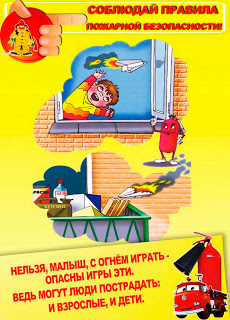 СОБЛЮДАЙ ПРАВИЛА
ПОЖАРНОЙ БЕЗОПАСНОСТИ!
НЕЛЬЗЯ, МАЛЫШ, С ОГНЁМ ИГРАТЬ -
ОПАСНЫ ИГРЫ ЭТИ.
ВЕДЬ МОГУТ ЛЮДИ ПОСТРАДАТЬ:
И ВЗРОСЛЫЕ, И ДЕТИ.